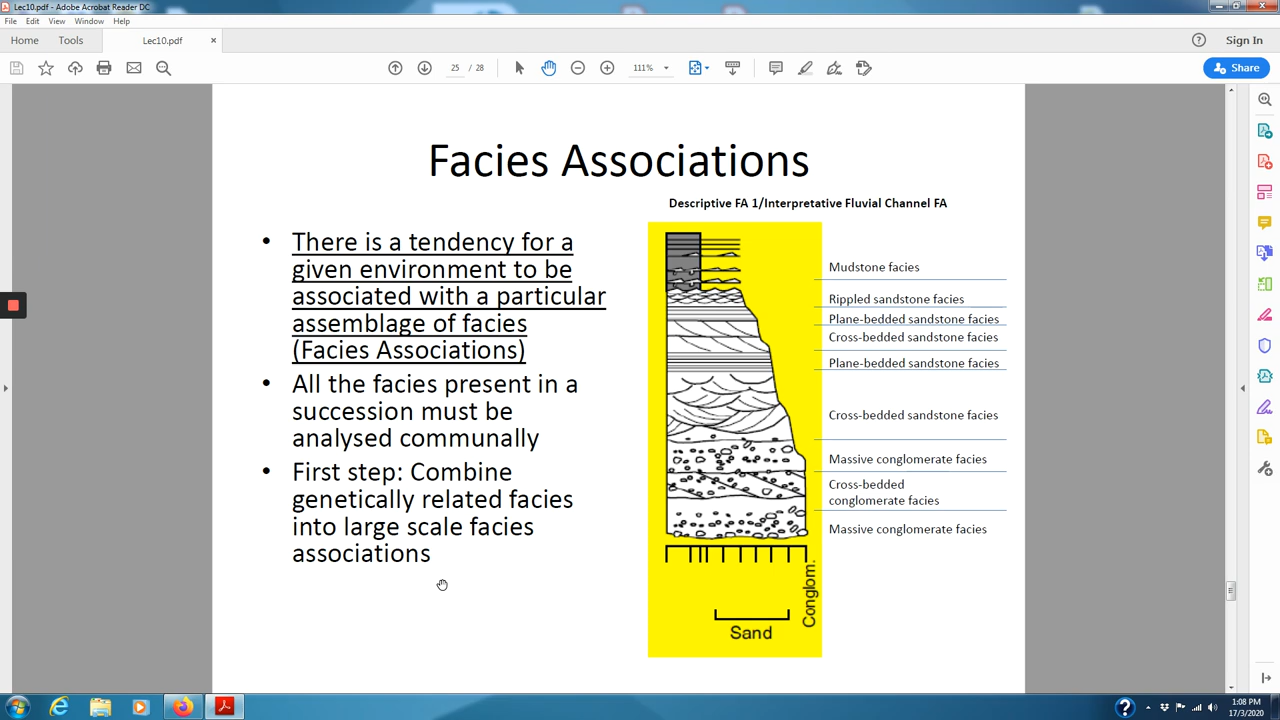 Lec10.pdf - Adobe Acrobat Reader DC
File Edit View Window Help
Home Tools Lec10.pdf × Sign In
25 / 28 111% Share
Facies Associations
Descriptive FA 1/Interpretative Fluvial Channel FA
• There is a tendency for a
given environment to be
associated with a particular
assemblage of facies
(Facies Associations)
• All the facies present in a
succession must be
analysed communally
• First step: Combine
genetically related facies
into large scale facies
associations
Mudstone facies
Rippled sandstone facies
Plane-bedded sandstone facies
Cross-bedded sandstone facies
Plane-bedded sandstone facies
Cross-bedded sandstone facies
Massive conglomerate facies
Cross-bedded
conglomerate facies
Massive conglomerate facies
Conglom.
Sand
1:08 PM
17/3/2020